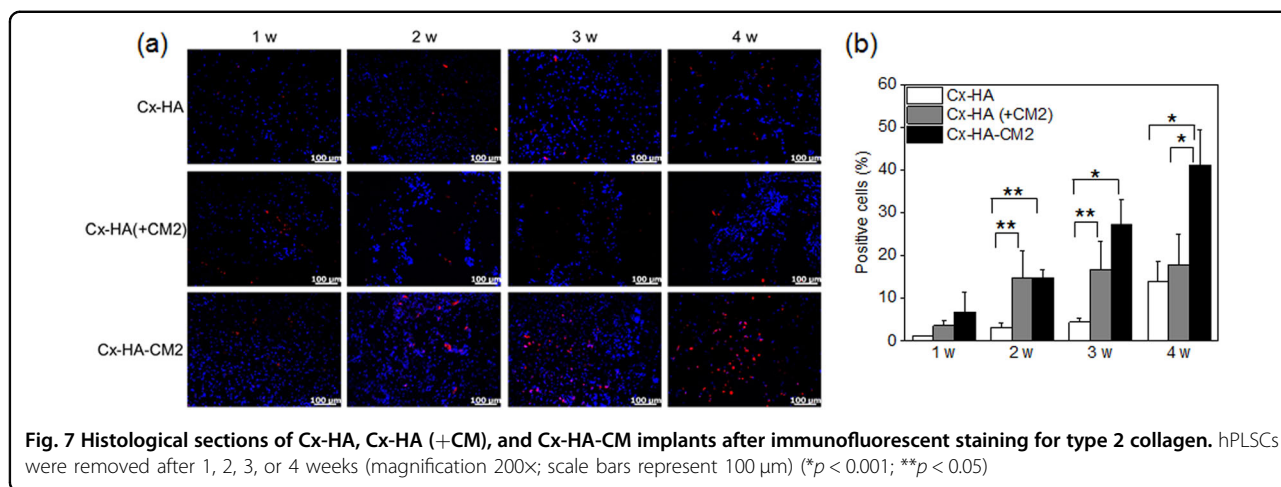 (a)
1 w 2 w 3 w 4 w
Cx-HA
100 µm 100 µm 100 µm 100 µm
Cx-HA(+CM2)
100 µm 100 µm 100 µm 100 µm
Cx-HA-CM2
100 µm 100 µm 100 µm 100 µm
(b)
Positive cells (%)
60
50
40
30
20
10
0
Cx-HA
Cx-HA (+CM2)
Cx-HA-CM2
** **
* **
* *
1 w 2 w 3 w 4 w
Fig. 7 Histological sections of Cx-HA, Cx-HA (+CM), and Cx-HA-CM implants after immunofluorescent staining for type 2 collagen. hPLSCs
were removed after 1, 2, 3, or 4 weeks (magnification 200×; scale bars represent 100 µm) (*p < 0.001; **p < 0.05)